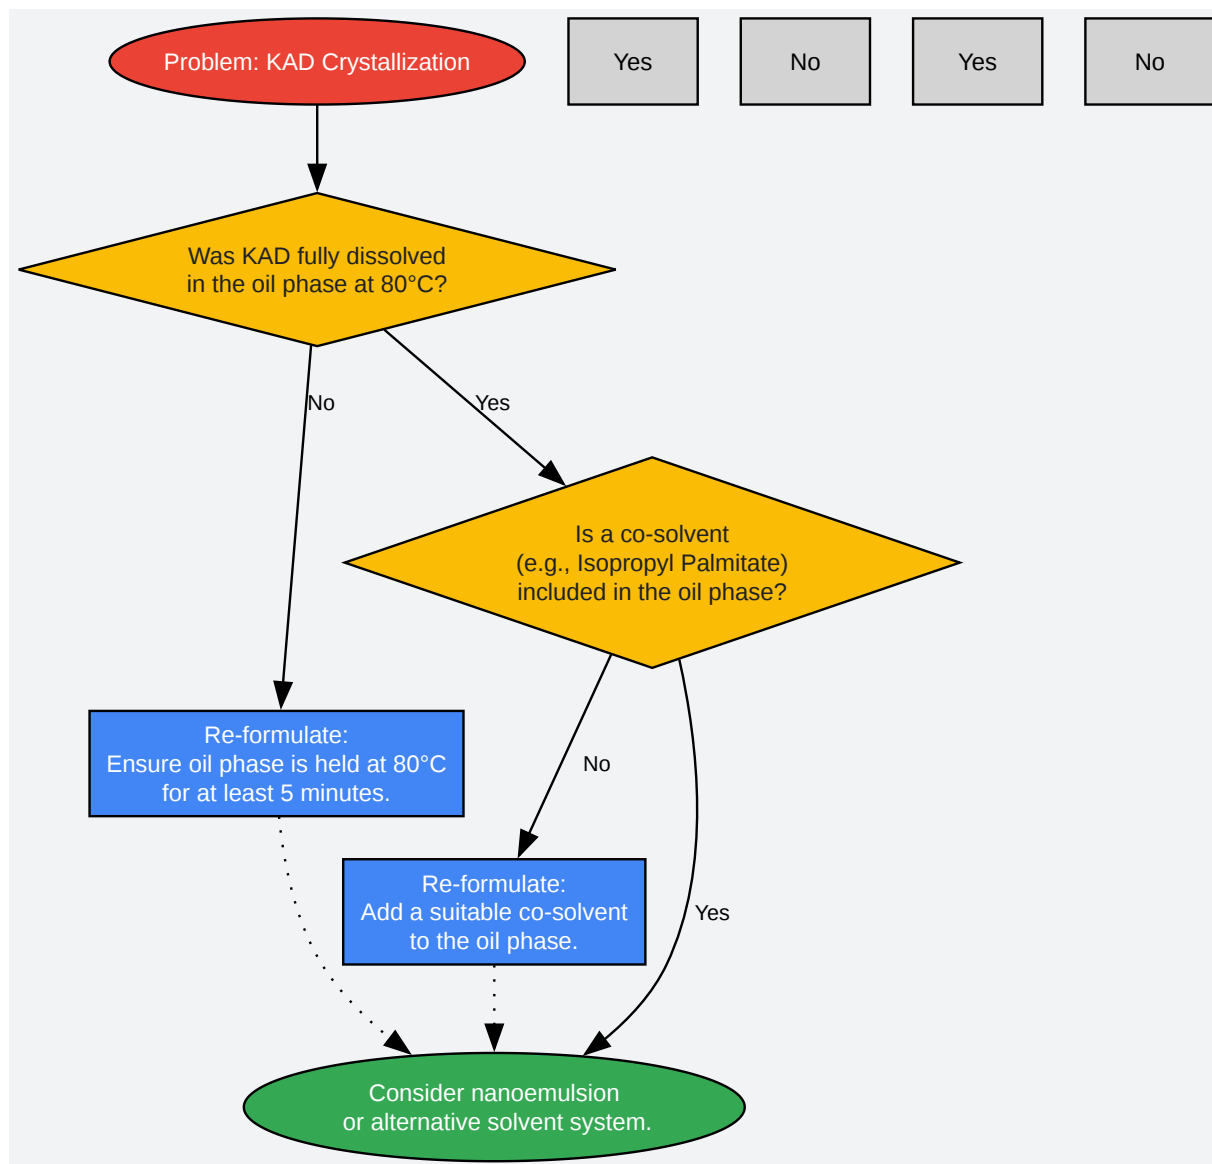 Problem: KAD Crystallization
Yes
No
Yes
No
Was KAD fully dissolved
in the oil phase at 80°C?
No
Yes
Is a co-solvent
(e.g., Isopropyl Palmitate)
included in the oil phase?
Re-formulate:
Ensure oil phase is held at 80°C
for at least 5 minutes.
No
Re-formulate:
Add a suitable co-solvent
to the oil phase.
Yes
Consider nanoemulsion
or alternative solvent system.